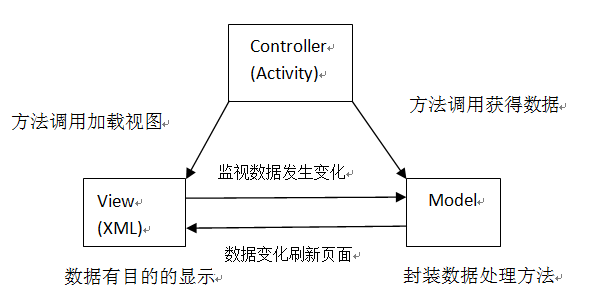 Controller
(Activity)
方法调用加载视图
方法调用获得数据
监视数据发生变化
View
(XML)
Model
数据变化刷新页面
数据有目的的显示
封装数据处理方法